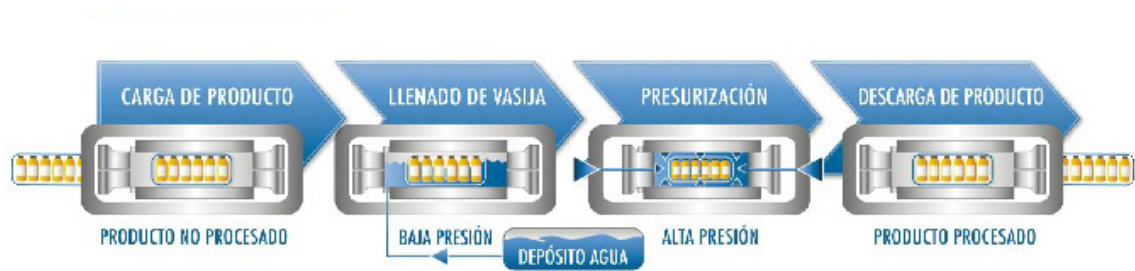 CARGA DE PRODUCTO
LLENADO DE VASIJA
PRESURIZACIÓN
DESCARGA DE PRODUCTO
PRODUCTO NO PROCESADO
BAJA PRESIÓN
DEPÓSITO AGUA
ALTA PRESIÓN
PRODUCTO PROCESADO